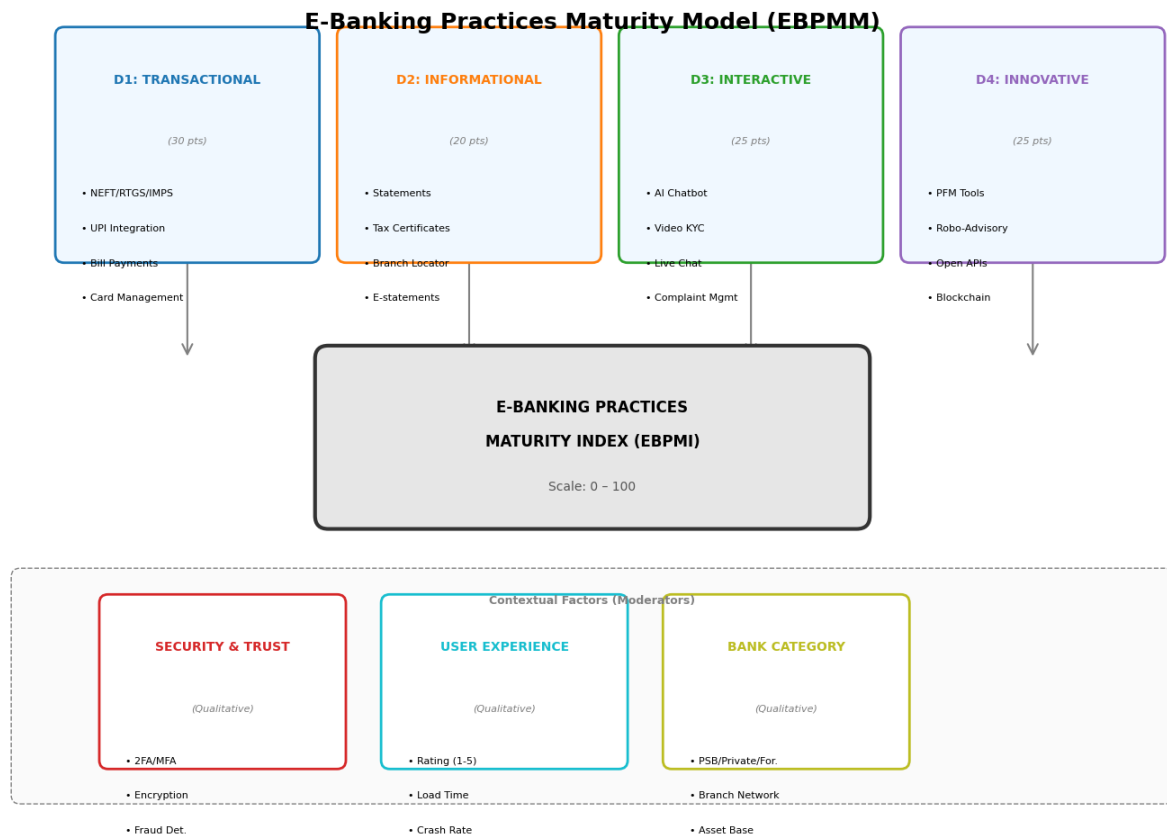 E-Banking Practices Maturity Model (EBPMM)
D1: TRANSACTIONAL
(30 pts)
• NEFT/RTGS/IMPS
• UPI Integration
• Bill Payments
• Card Management
D2: INFORMATIONAL
(20 pts)
• Statements
• Tax Certificates
• Branch Locator
• E-statements
D3: INTERACTIVE
(25 pts)
• AI Chatbot
• Video KYC
• Live Chat
• Complaint Mgmt
D4: INNOVATIVE
(25 pts)
• PFM Tools
• Robo-Advisory
• Open APIs
• Blockchain
E-BANKING PRACTICES
MATURITY INDEX (EBPMI)
Scale: 0 – 100
Contextual Factors (Moderators)
SECURITY & TRUST
(Qualitative)
• 2FA/MFA
• Encryption
• Fraud Det.
USER EXPERIENCE
(Qualitative)
• Rating (1-5)
• Load Time
• Crash Rate
BANK CATEGORY
(Qualitative)
• PSB/Private/For.
• Branch Network
• Asset Base